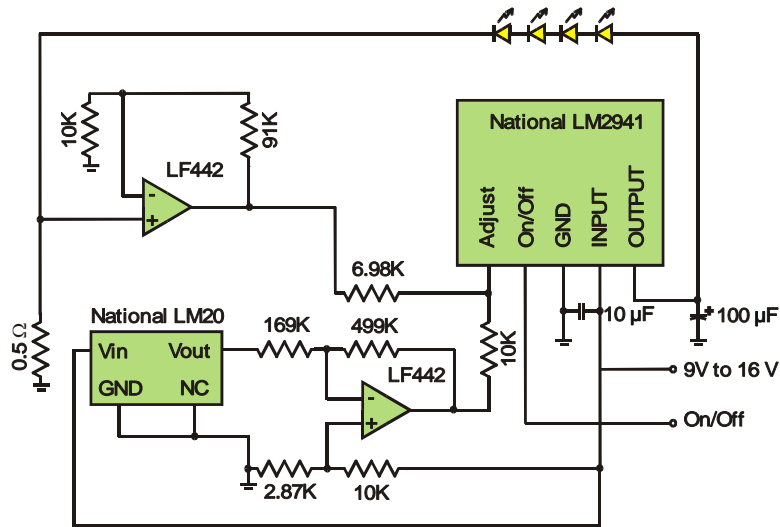 10K
91K
LF442
-
+
National LM2941
Adjust
On/Off
GND
INPUT
OUTPUT
6.98K
10 µF
+
100 µF
0.5 Ω
National LM20
Vin
Vout
GND
NC
169K
499K
10K
LF442
-
+
9V to 16 V
On/Off
2.87K
10K